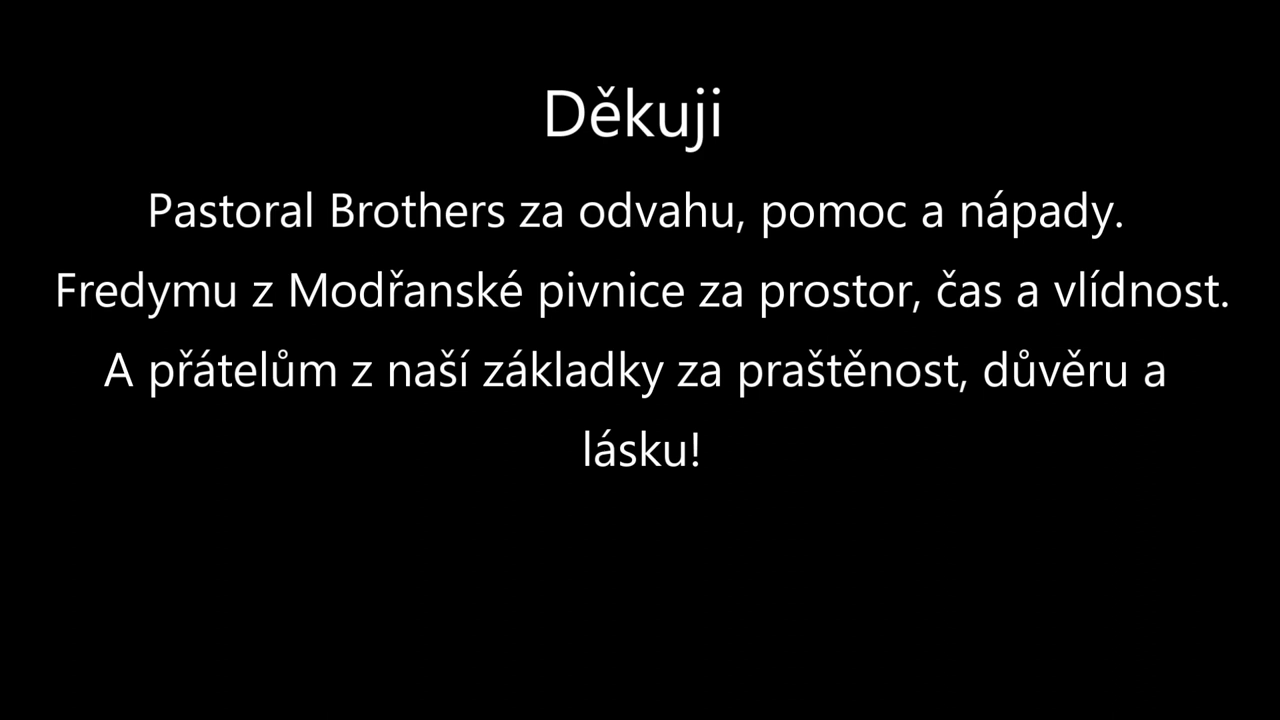 Děkuji
Pastoral Brothers za odvahu, pomoc a nápady.
Fredymu z Modřanské pivnice za prostor, čas a vlídnost.
A přátelům z naší základky za praštěnost, důvěru a
lásku!